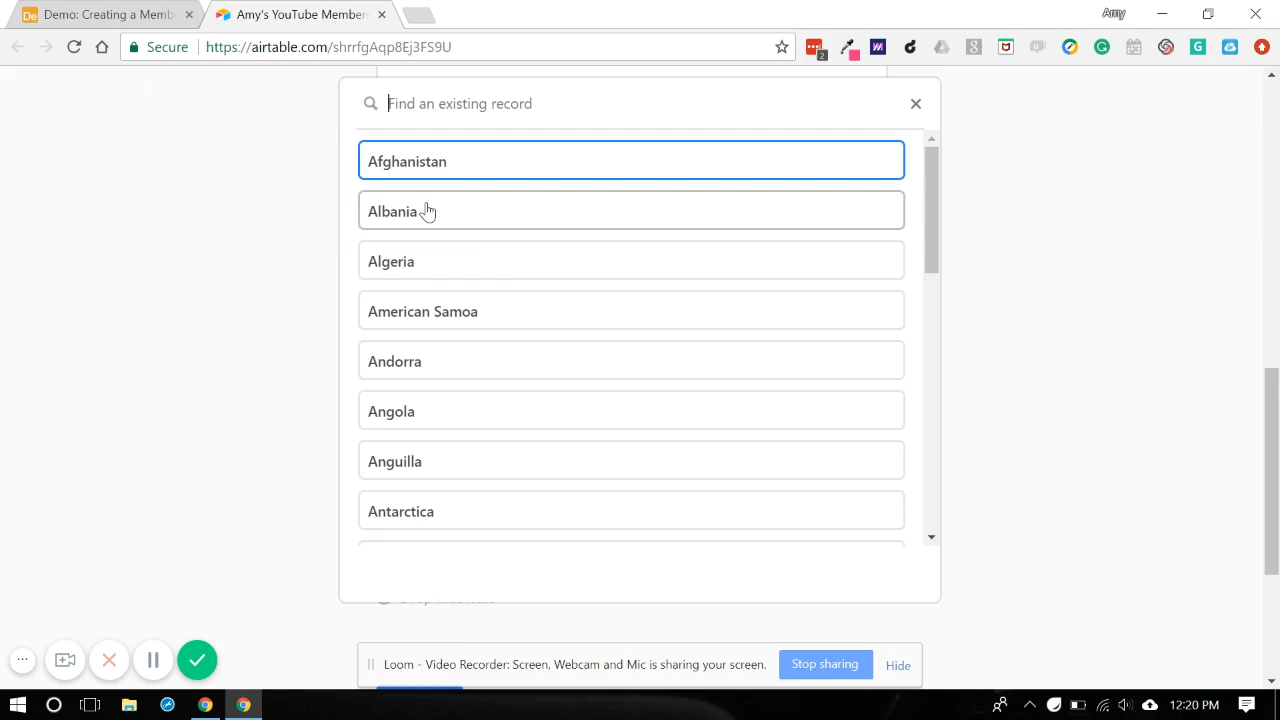 Demo: Creating a Memb
Amy's YouTube Member
Amy
Secure
https://airtable.com/shrrfgAqp8Ej3FS9U
2
Find an existing record
Afghanistan
Albania
Algeria
American Samoa
Andorra
Angola
Anguilla
Antarctica
Loom - Video Recorder: Screen, Webcam and Mic is sharing your screen.
Stop sharing
Hide
12:20 PM